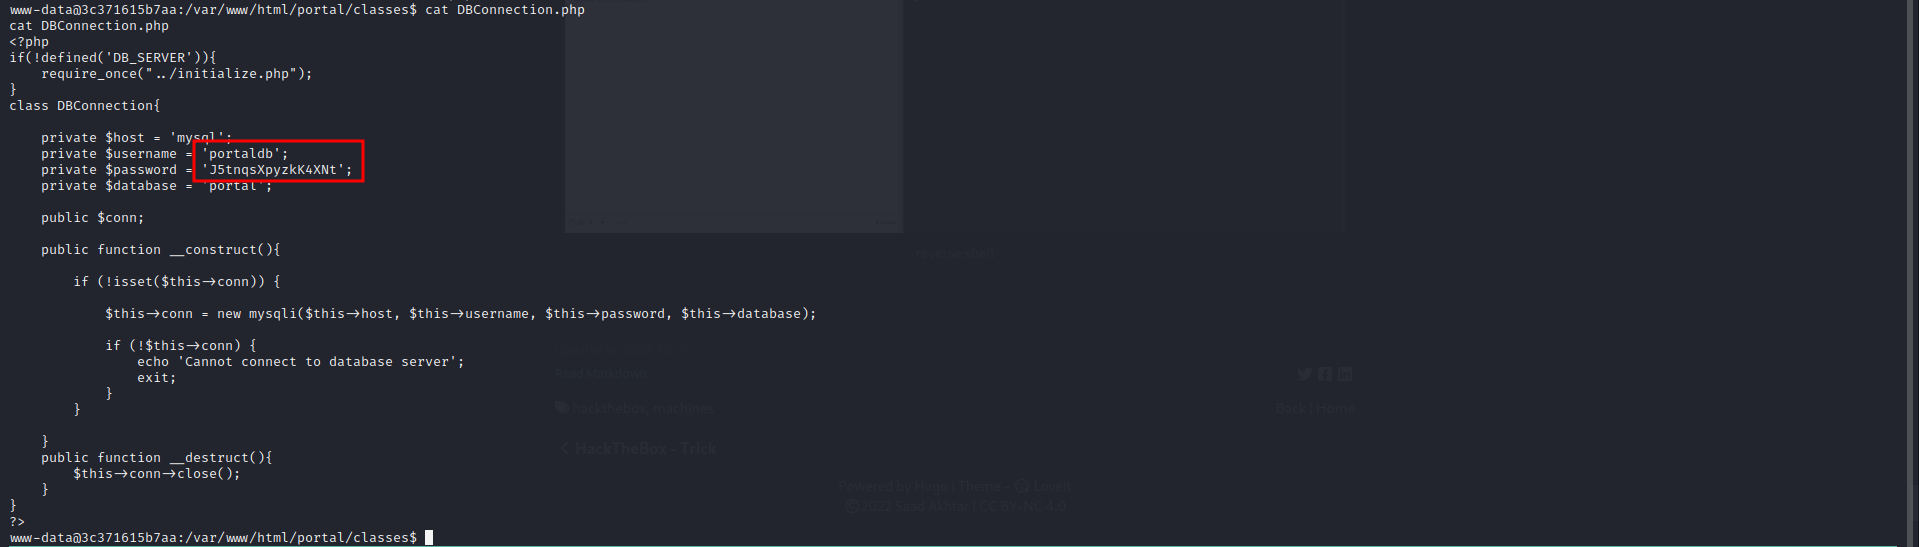 www-data@3c371615b7aa:/var/www/html/portal/classes$ cat DBConnection.php
cat DBConnection.php
<?php
if(!defined('DB_SERVER')){
    require_once("../initialize.php");
}
class DBConnection{

    private $host = 'mysql';
    private $username = 'portaldb';
    private $password = 'J5tnqsXpyzkK4XNt';
    private $database = 'portal';

    public $conn;

    public function __construct(){

        if (!isset($this->conn)) {

            $this->conn = new mysqli($this->host, $this->username, $this->password, $this->database);

            if (!$this->conn) {
                echo 'Cannot connect to database server';
                exit;
            }
        }

    }
    public function __destruct(){
        $this->conn->close();
    }
}
?>
www-data@3c371615b7aa:/var/www/html/portal/classes$
Read Markdown
hackthebox, machines
Back | Home
HackTheBox - Trick
Powered by Hugo | Theme - LoveIt
2022 Saad Akhtar | CC BY-NC 4.0